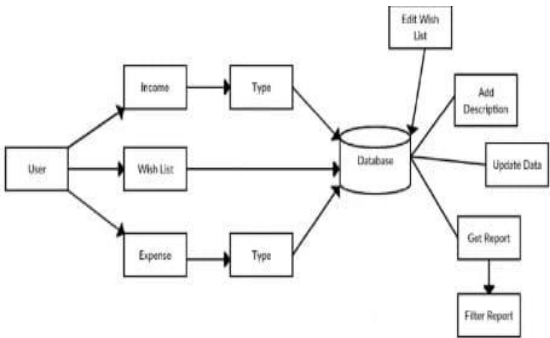 Edit Wish
List
Income
Type
Add
Description
User
Wish List
Database
Update Data
Expense
Type
Get Report
Filter Report